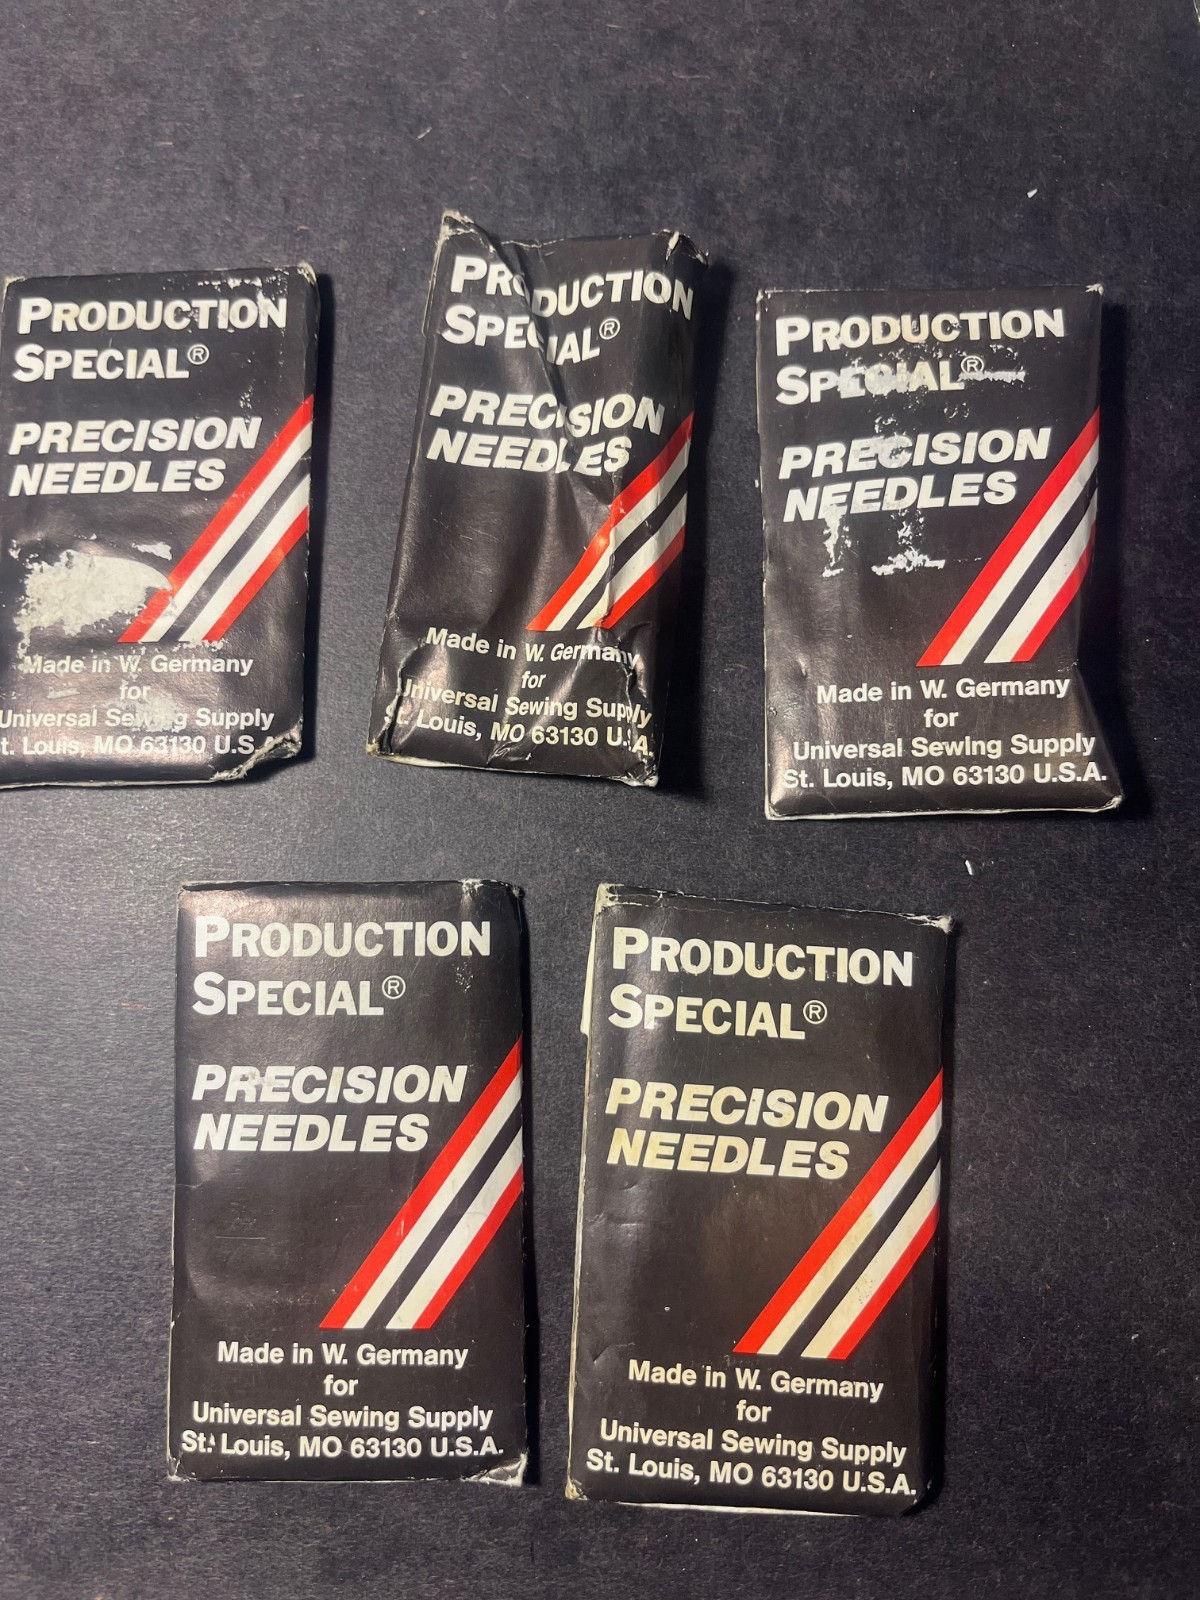 PRODUCTION
SPECIAL®
PRECISION
NEEDLES
Made in W. Germany
for
Universal Sewing Supply
t. Louis, MO 63130 U.S.A
PRODUCTION
SPECIAL®
PRECISION
NEEDLES
Made in W. Germany
for
Universal Sewing Supply
St. Louis, MO 63130 U.S.A.
PRODUCTION
SPECIAL®
PRECISION
NEEDLES
Made in W. Germany
for
Universal Sewing Supply
St. Louis, MO 63130 U.S.A.
PRODUCTION
SPECIAL®
PRECISION
NEEDLES
Made in W. Germany
for
Universal Sewing Supply
St. Louis, MO 63130 U.S.A.
PRODUCTION
SPECIAL®
PRECISION
NEEDLES
Made in W. Germany
for
Universal Sewing Supply
St. Louis, MO 63130 U.S.A.